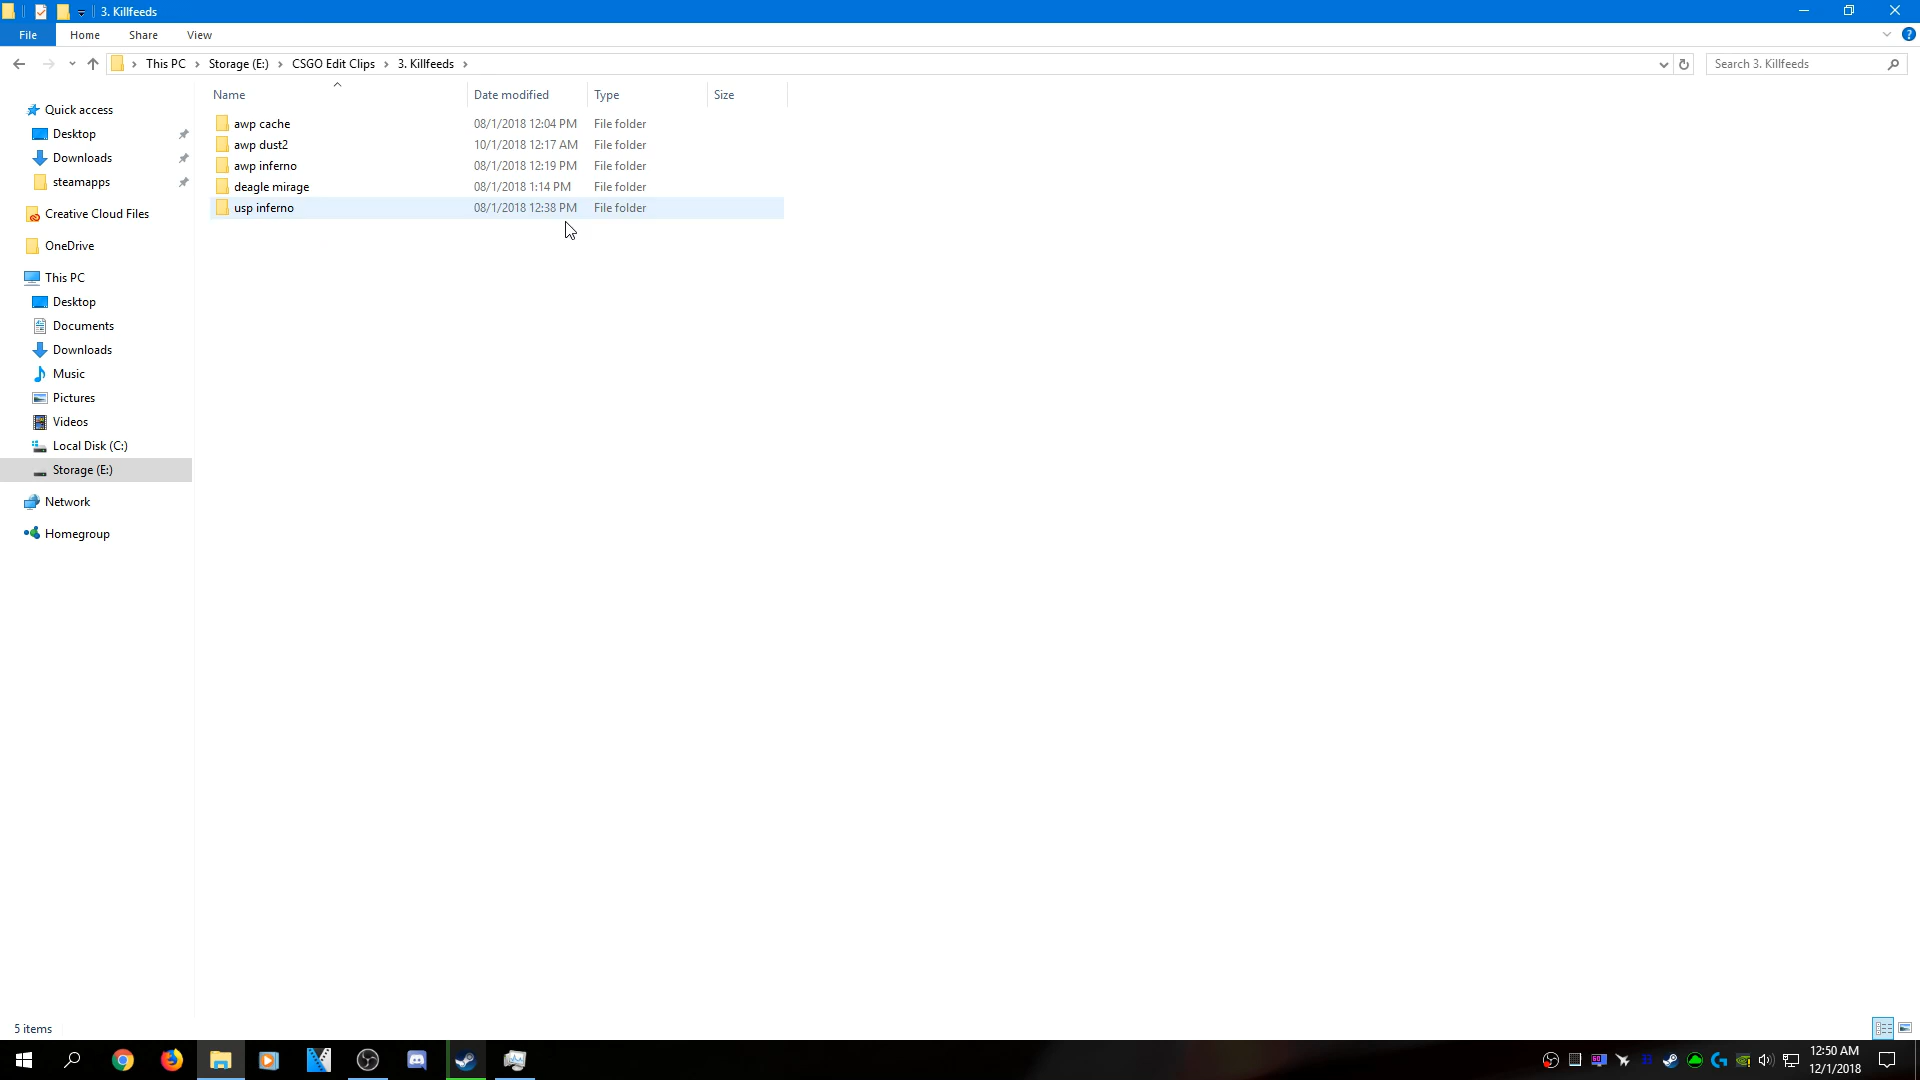 3. Killfeeds
File Home Share View
This PC Storage (E:) CSGO Edit Clips 3. Killfeeds
Search 3. Killfeeds
Name Date modified Type Size
awp cache 08/1/2018 12:04 PM File folder
awp dust2 10/1/2018 12:17 AM File folder
awp inferno 08/1/2018 12:19 PM File folder
deagle mirage 08/1/2018 1:14 PM File folder
usp inferno 08/1/2018 12:38 PM File folder
Quick access
Desktop
Downloads
steamapps
Creative Cloud Files
OneDrive
This PC
Desktop
Documents
Downloads
Music
Pictures
Videos
Local Disk (C:)
Storage (E:)
Network
Homegroup
5 items
12:50 AM
12/1/2018